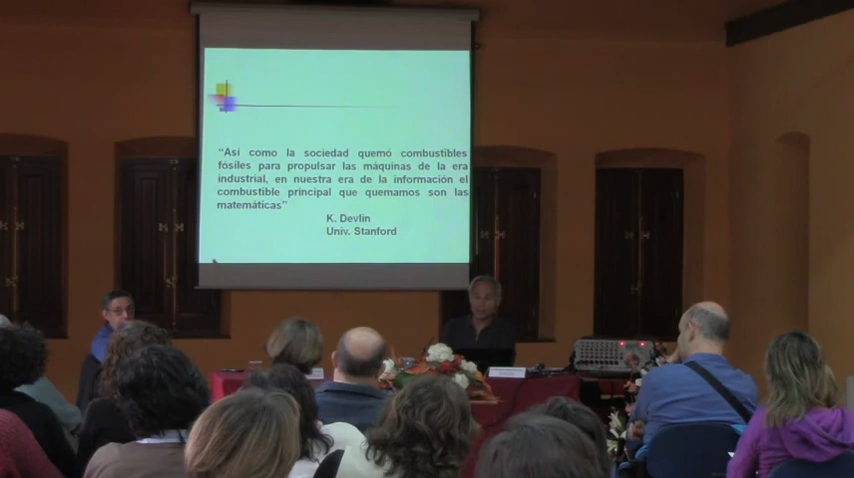 “Así como la sociedad quemó combustibles
fósiles para propulsar las máquinas de la era
industrial, en nuestra era de la información el
combustible principal que quemamos son las
matemáticas”
K. Devlin
Univ. Stanford